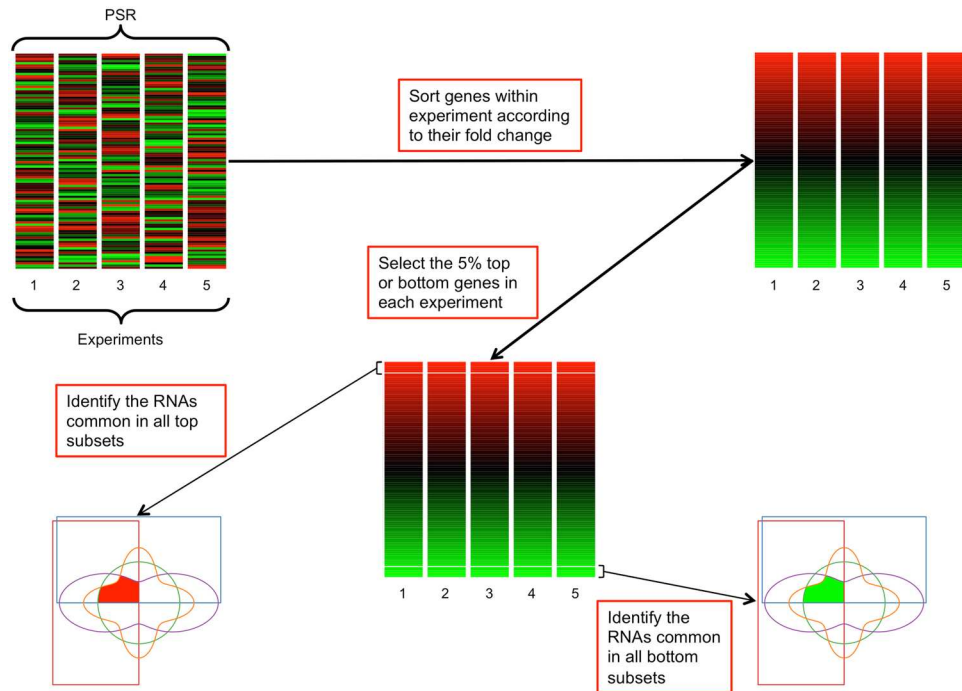 PSR
Sort genes within
experiment according
to their fold change
1 2 3 4 5
Experiments
1 2 3 4 5
Select the 5% top
or bottom genes in
each experiment
Identify the RNAs
common in all top
subsets
1 2 3 4 5
Identify the
RNAs common
in all bottom
subsets